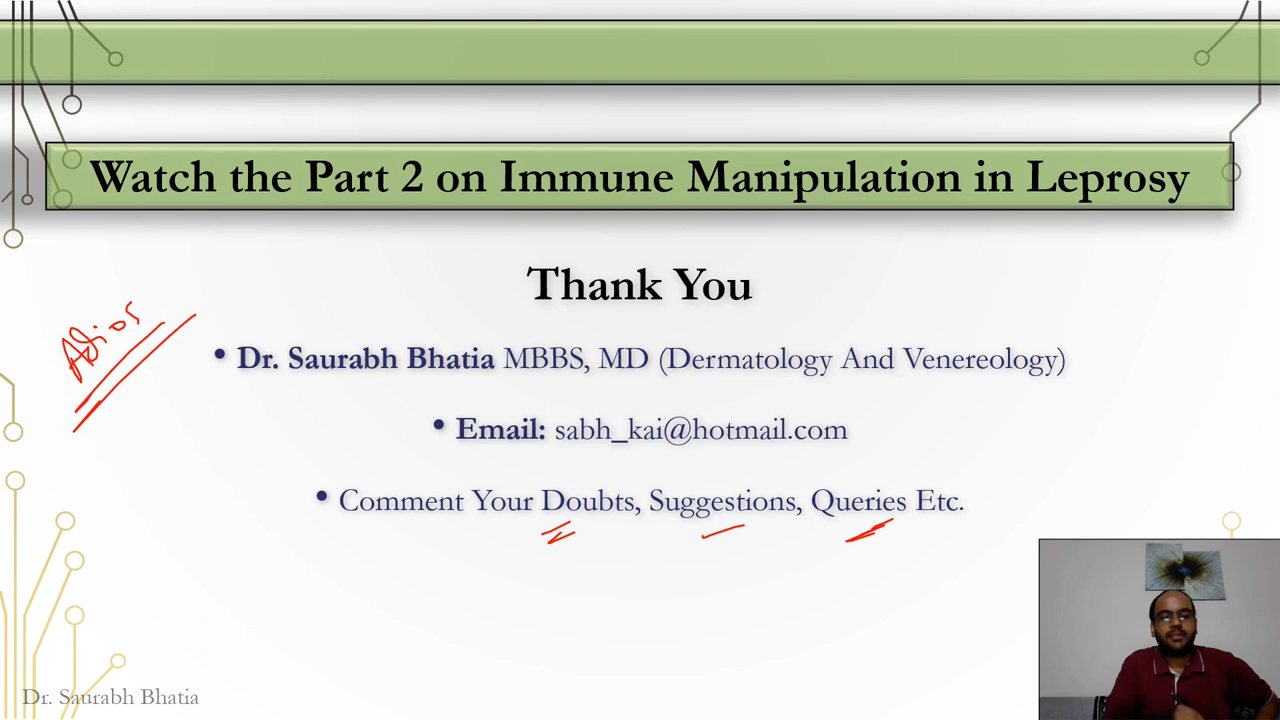 Watch the Part 2 on Immune Manipulation in Leprosy
Thank You
Adios
• Dr. Saurabh Bhatia MBBS, MD (Dermatology And Venereology)
• Email: sabh_kai@hotmail.com
• Comment Your Doubts, Suggestions, Queries Etc.
Dr. Saurabh Bhatia